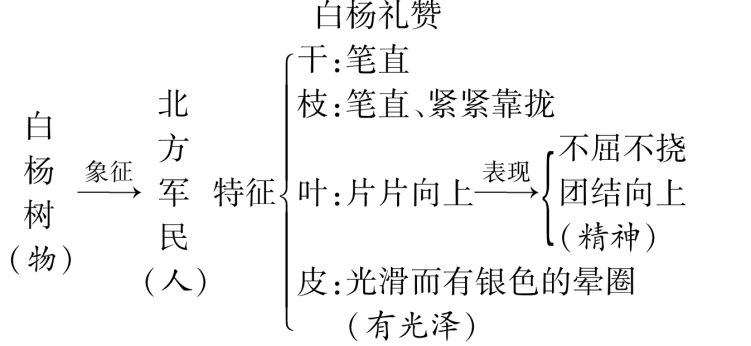 白杨礼赞
白杨树
(物)
象征
北方军民
(人)
特征
干:笔直
枝:笔直、紧紧靠拢
叶:片片向上
表现
不屈不挠
团结向上
(精神)
皮:光滑而有银色的晕圈
(有光泽)